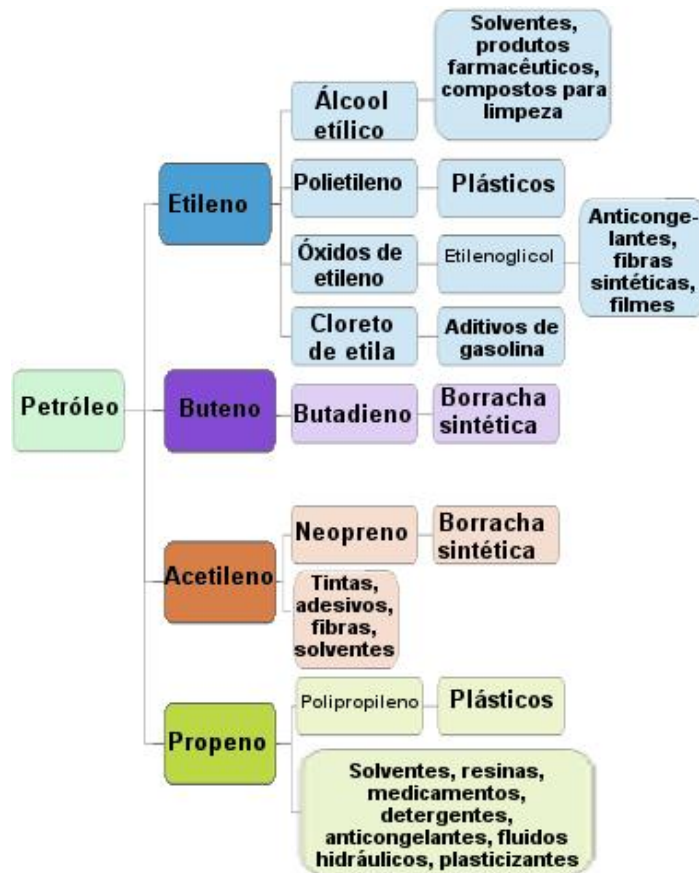 Petróleo
Etileno
Álcool
etílico
Solventes,
produtos
farmacêuticos,
compostos para
limpeza
Polietileno
Plásticos
Óxidos de
etileno
Etilenoglicol
Anticonge-
lantes,
fibras
sintéticas,
filmes
Cloreto
de etila
Aditivos de
gasolina
Buteno
Butadieno
Borracha
sintética
Acetileno
Neopreno
Borracha
sintética
Tintas,
adesivos,
fibras,
solventes
Propeno
Polipropileno
Plásticos
Solventes, resinas,
medicamentos,
detergentes,
anticongelantes, fluidos
hidráulicos, plasticizantes